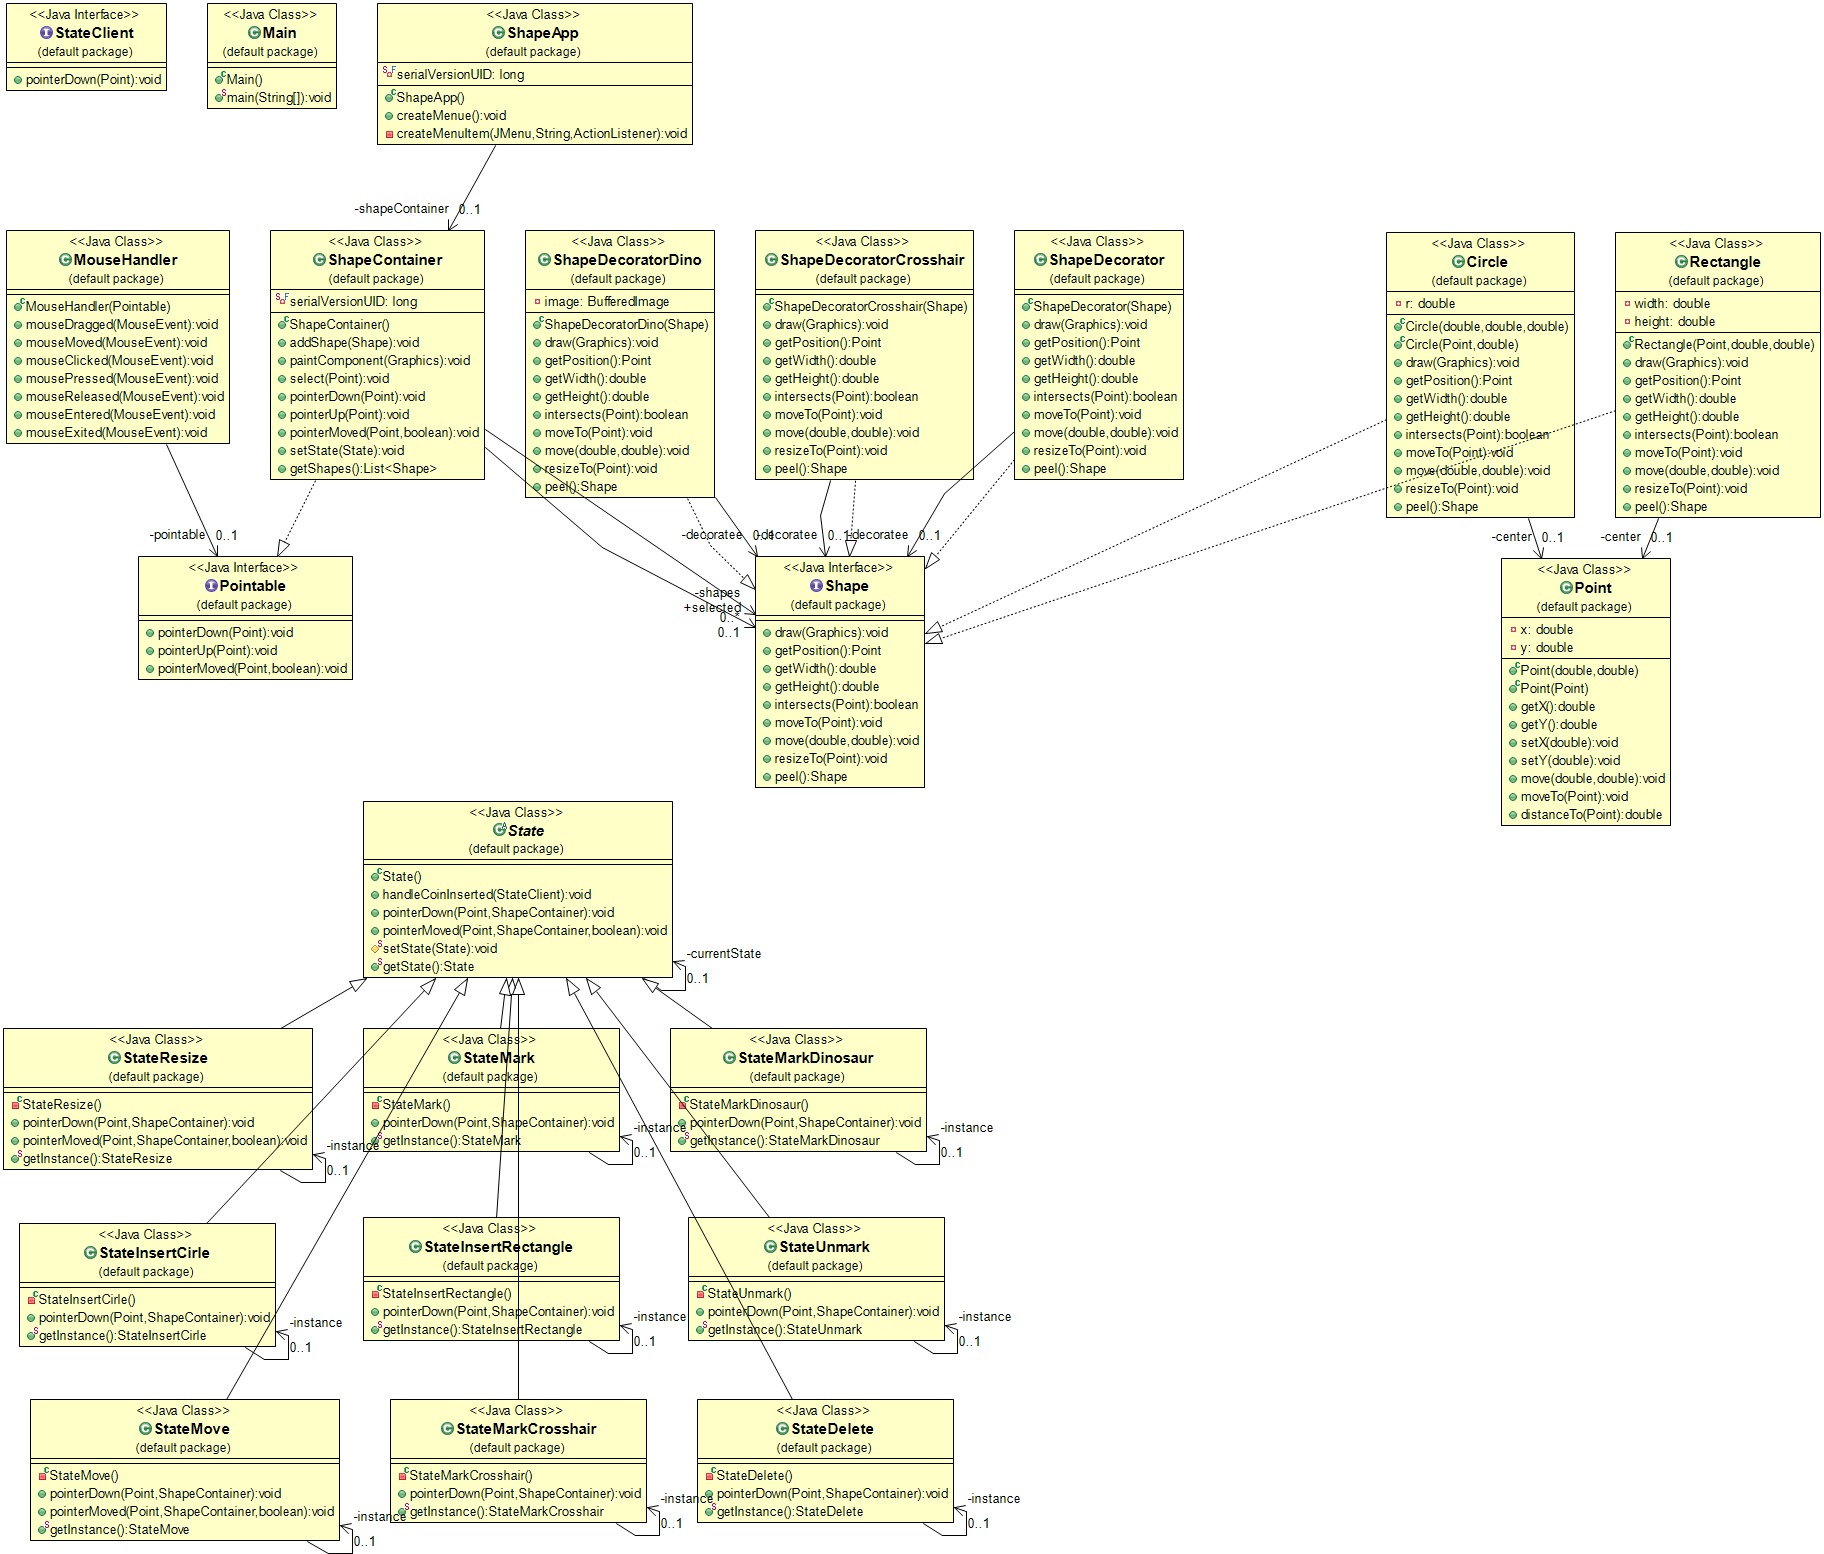 <<Java Interface>>
StateClient
(default package)
pointerDown(Point):void
<<Java Class>>
Main
(default package)
Main()
main(String[]):void
<<Java Class>>
ShapeApp
(default package)
serialVersionUID: long
ShapeApp()
createMenue():void
createMenuItem(JMenu,String,ActionListener):void
-shapeContainer
0..1
<<Java Class>>
MouseHandler
(default package)
MouseHandler(Pointable)
mouseDragged(MouseEvent):void
mouseMoved(MouseEvent):void
mouseClicked(MouseEvent):void
mousePressed(MouseEvent):void
mouseReleased(MouseEvent):void
mouseEntered(MouseEvent):void
mouseExited(MouseEvent):void
<<Java Class>>
ShapeContainer
(default package)
serialVersionUID: long
ShapeContainer()
addShape(Shape):void
paintComponent(Graphics):void
select(Point):void
pointerDown(Point):void
pointerUp(Point):void
pointerMoved(Point,boolean):void
setState(State):void
getShapes():List<Shape>
<<Java Class>>
ShapeDecoratorDino
(default package)
image: BufferedImage
ShapeDecoratorDino(Shape)
draw(Graphics):void
getPosition():Point
getWidth():double
getHeight():double
intersects(Point):boolean
moveTo(Point):void
move(double,double):void
resizeTo(Point):void
peel():Shape
<<Java Class>>
ShapeDecoratorCrosshair
(default package)
ShapeDecoratorCrosshair(Shape)
draw(Graphics):void
getPosition():Point
getWidth():double
getHeight():double
intersects(Point):boolean
moveTo(Point):void
move(double,double):void
resizeTo(Point):void
peel():Shape
<<Java Class>>
ShapeDecorator
(default package)
ShapeDecorator(Shape)
draw(Graphics):void
getPosition():Point
getWidth():double
getHeight():double
intersects(Point):boolean
moveTo(Point):void
move(double,double):void
resizeTo(Point):void
peel():Shape
<<Java Class>>
Circle
(default package)
r: double
Circle(double,double,double)
Circle(Point,double)
draw(Graphics):void
getPosition():Point
getWidth():double
getHeight():double
intersects(Point):boolean
moveTo(Point):void
move(double,double):void
resizeTo(Point):void
peel():Shape
<<Java Class>>
Rectangle
(default package)
width: double
height: double
Rectangle(Point,double,double)
draw(Graphics):void
getPosition():Point
getWidth():double
getHeight():double
intersects(Point):boolean
moveTo(Point):void
move(double,double):void
resizeTo(Point):void
peel():Shape
-pointable
0..1
-decoratee
0..1
-decoratee
0..1
-decoratee
0..1
-center
0..1
-center
0..1
<<Java Interface>>
Pointable
(default package)
pointerDown(Point):void
pointerUp(Point):void
pointerMoved(Point,boolean):void
-shapes
+selected
0..*
0..1
<<Java Interface>>
Shape
(default package)
draw(Graphics):void
getPosition():Point
getWidth():double
getHeight():double
intersects(Point):boolean
moveTo(Point):void
move(double,double):void
resizeTo(Point):void
peel():Shape
<<Java Class>>
Point
(default package)
x: double
y: double
Point(double,double)
Point(Point)
getX():double
getY():double
setX(double):void
setY(double):void
move(double,double):void
moveTo(Point):void
distanceTo(Point):double
<<Java Class>>
State
(default package)
State()
handleCoinInserted(StateClient):void
pointerDown(Point,ShapeContainer):void
pointerMoved(Point,ShapeContainer,boolean):void
setState(State):void
getState():State
-currentState
0..1
<<Java Class>>
StateResize
(default package)
StateResize()
pointerDown(Point,ShapeContainer):void
pointerMoved(Point,ShapeContainer,boolean):void
getInstance():StateResize
-instance
0..1
<<Java Class>>
StateMark
(default package)
StateMark()
pointerDown(Point,ShapeContainer):void
getInstance():StateMark
-instance
0..1
<<Java Class>>
StateMarkDinosaur
(default package)
StateMarkDinosaur()
pointerDown(Point,ShapeContainer):void
getInstance():StateMarkDinosaur
-instance
0..1
<<Java Class>>
StateInsertCirle
(default package)
StateInsertCirle()
pointerDown(Point,ShapeContainer):void
getInstance():StateInsertCirle
-instance
0..1
<<Java Class>>
StateInsertRectangle
(default package)
StateInsertRectangle()
pointerDown(Point,ShapeContainer):void
getInstance():StateInsertRectangle
-instance
0..1
<<Java Class>>
StateUnmark
(default package)
StateUnmark()
pointerDown(Point,ShapeContainer):void
getInstance():StateUnmark
-instance
0..1
<<Java Class>>
StateMove
(default package)
StateMove()
pointerDown(Point,ShapeContainer):void
pointerMoved(Point,ShapeContainer,boolean):void
getInstance():StateMove
-instance
0..1
<<Java Class>>
StateMarkCrosshair
(default package)
StateMarkCrosshair()
pointerDown(Point,ShapeContainer):void
getInstance():StateMarkCrosshair
-instance
0..1
<<Java Class>>
StateDelete
(default package)
StateDelete()
pointerDown(Point,ShapeContainer):void
getInstance():StateDelete
-instance
0..1